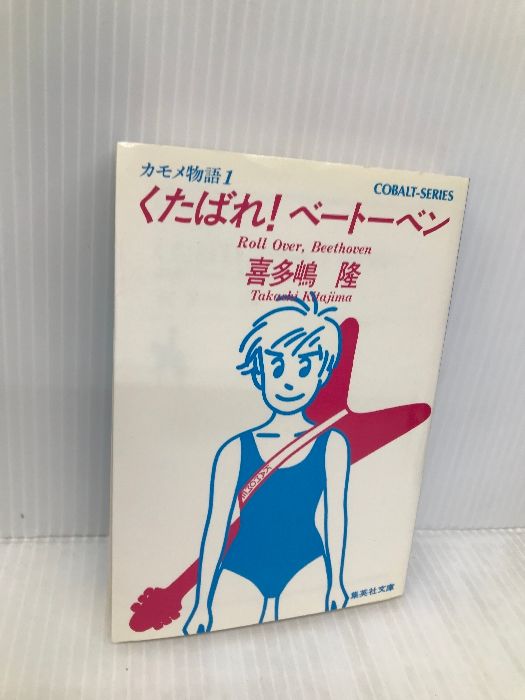 カモメ物語1
COBALT-SERIES
くたばれ!ベートーベン
Roll Over, Beethoven
喜多嶋 隆
Takashi Kitajima
集英社文庫